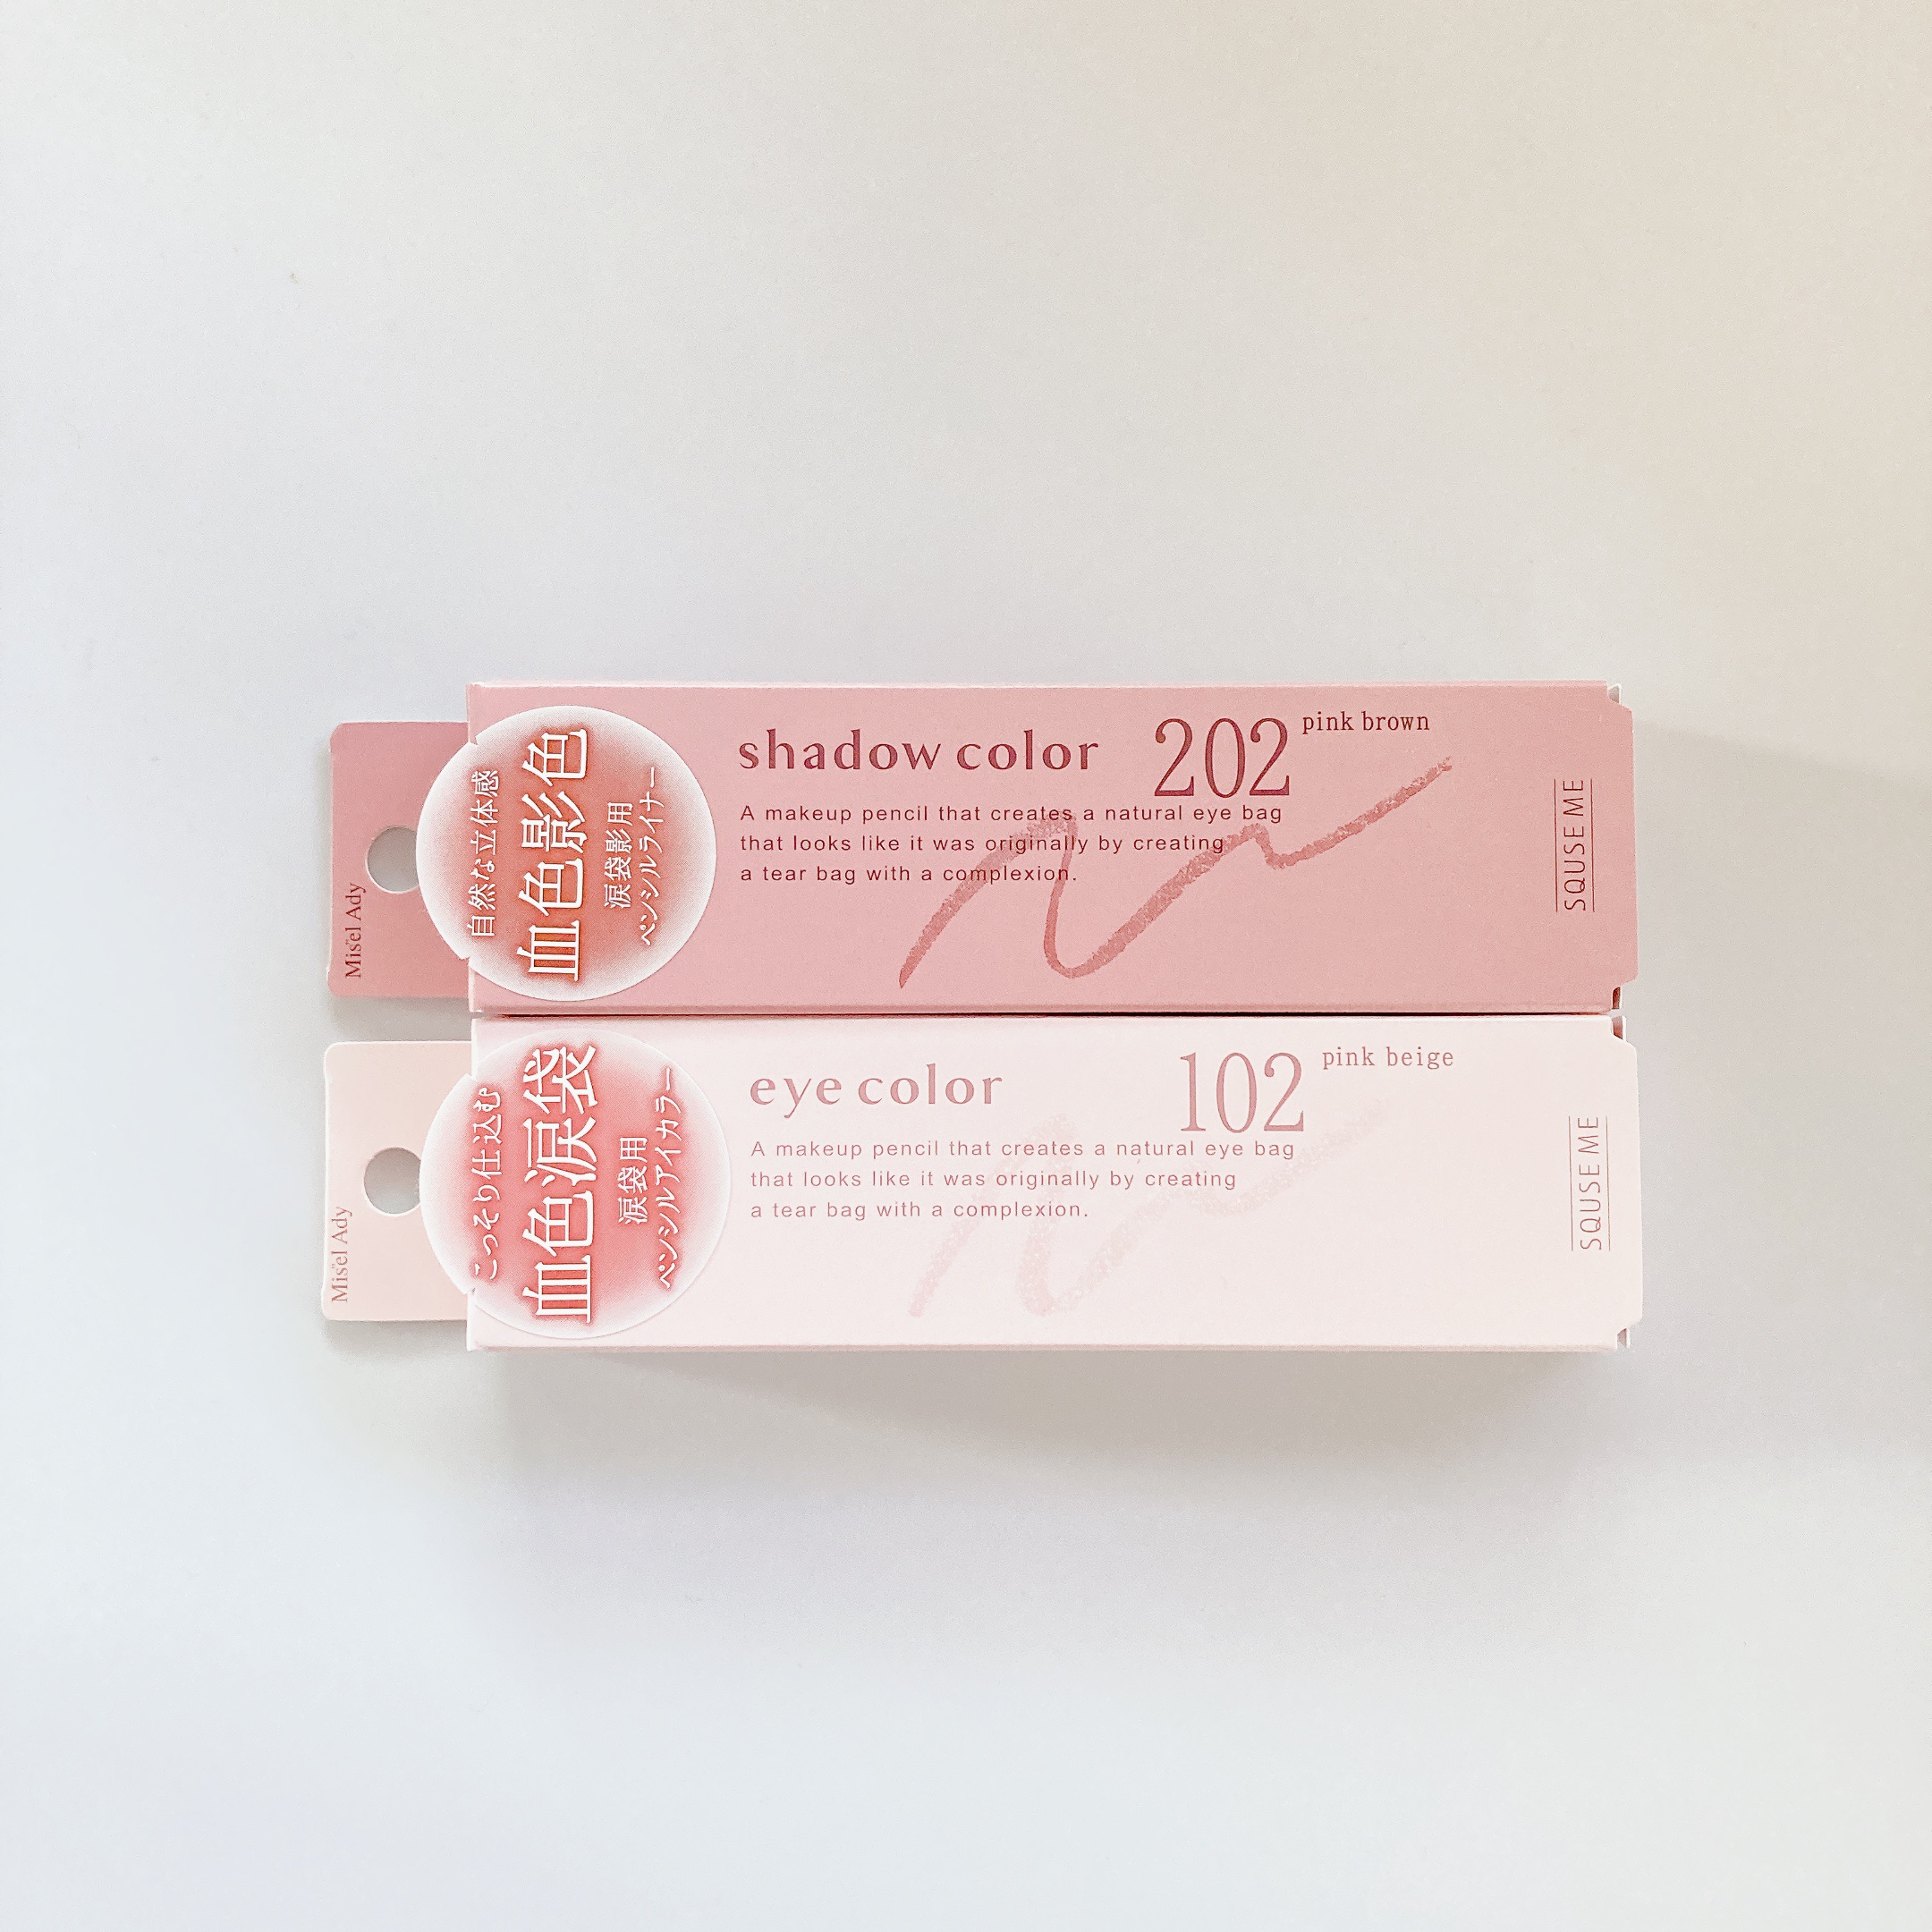 Mis'el Ady
自然な立体感
血色影色
涙袋影用
ペンシルライナー
shadow color
202
pink brown
A makeup pencil that creates a natural eye bag
that looks like it was originally by creating
a tear bag with a complexion.
SQUSE ME
Mis'el Ady
こっそり仕込む
血色涙袋
涙袋用
ペンシルアイカラー
eye color
102
pink beige
A makeup pencil that creates a natural eye bag
that looks like it was originally by creating
a tear bag with a complexion.
SQUSE ME